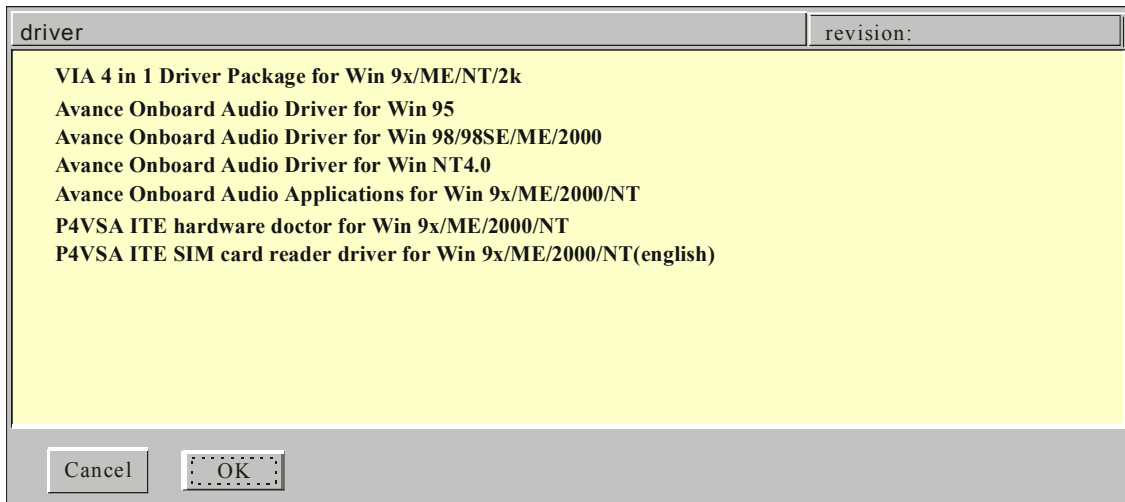 driver revision:
VIA 4 in 1 Driver Package for Win 9x/ME/NT/2k
Avance Onboard Audio Driver for Win 95
Avance Onboard Audio Driver for Win 98/98SE/ME/2000
Avance Onboard Audio Driver for Win NT4.0
Avance Onboard Audio Applications for Win 9x/ME/2000/NT
P4VSA ITE hardware doctor for Win 9x/ME/2000/NT
P4VSA ITE SIM card reader driver for Win 9x/ME/2000/NT(english)
Cancel OK